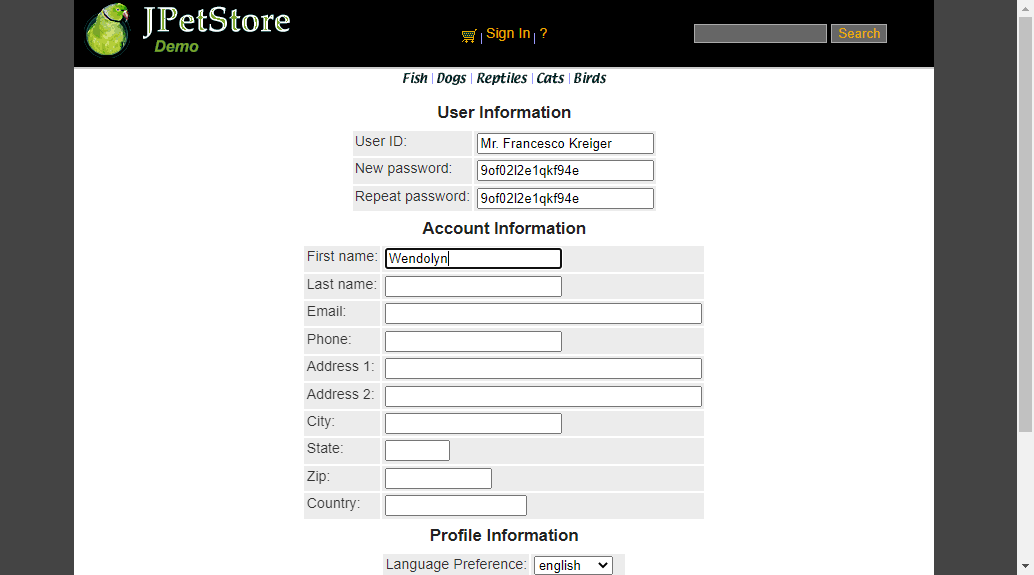 JPetStore
Demo
Sign In | ?
Search
Fish | Dogs | Reptiles | Cats | Birds
User Information
User ID: Mr. Francesco Kreiger
New password: 9of02l2e1qkf94e
Repeat password: 9of02l2e1qkf94e
Account Information
First name: Wendolyn
Last name:
Email:
Phone:
Address 1:
Address 2:
City:
State:
Zip:
Country:
Profile Information
Language Preference: english